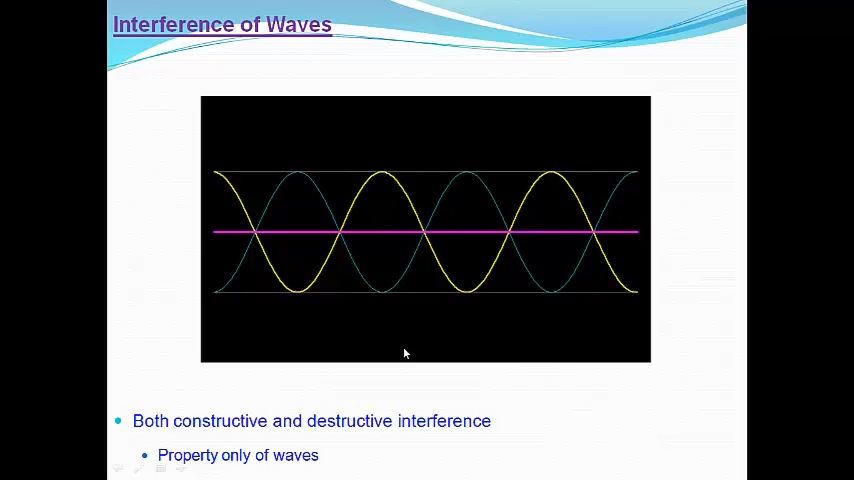 Interference of Waves
Both constructive and destructive interference
Property only of waves